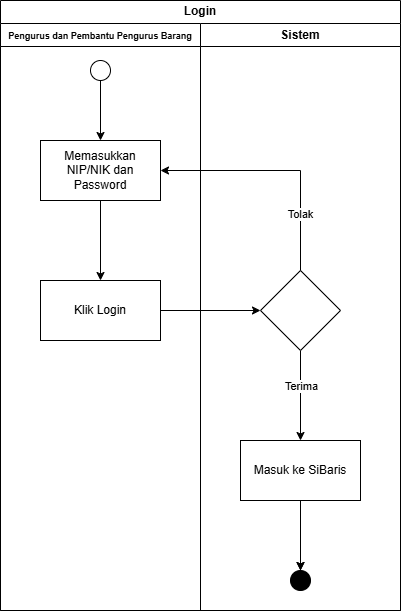 Login
Pengurus dan Pembantu Pengurus Barang
Sistem
Memasukkan
NIP/NIK dan
Password
Tolak
Klik Login
Terima
Masuk ke SiBaris